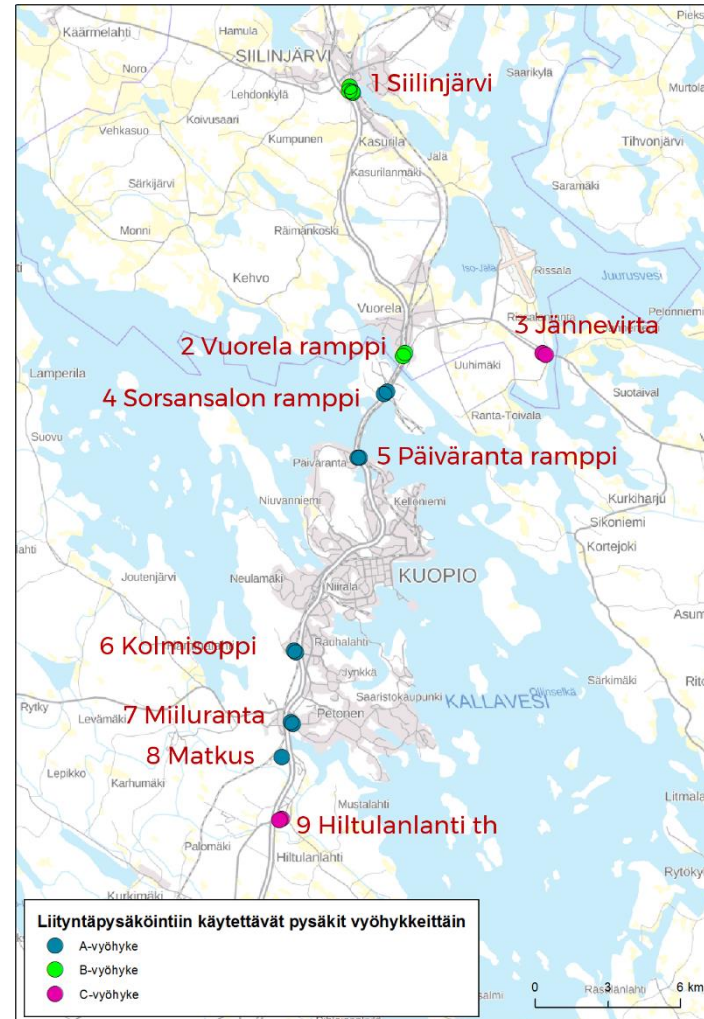 Käärmelahti
Hamula
Pieks
SIILINJÄRVI
Noro
Saarikylä
1 Siilinjärvi
Lehdonkylä
Murtola
Koivusaari
Vehkasuo
Kumpunen
Kasurila
Jälä
Tihvonjärvi
Kasurilanmäki
Särkijärvi
Saramäki
Monni
Räimänkoski
Iso-Jälä
Rissala
Juurusvesi
Kehvo
Vuorela
Pelonniemi
3 Jännevirta
2 Vuorela ramppi
Uuhimäki
Lamperila
4 Sorsansalon ramppi
Suotaival
Ranta-Toivala
Suovu
5 Päiväranta ramppi
Päiväranta
Niuvanniemi
Kelloniemi
Kurkiharju
Sikoniemi
Kortejoki
lahti
Joutenjärvi
Neulamäki
Niirala
KUOPIO
Asum
6 Kolmisoppi
Rauhalahti
Jynkkä
Särkimäki
Rito
Saaristokaupunki
KALLAVESI
Rytky
Levämäki
7 Miiluranta
Petonen
8 Matkus
Lepikko
Karhumäki
Litmala
Mustalahti
9 Hiltulanlanti th
Palomäki
Hiltulanlahti
Rytökyl
Kurkimäki
Liityntäpysäköintiin käytettävät pysäkit vyöhykkeittäin
A-vyöhyke
B-vyöhyke
C-vyöhyke
0 3 6 km